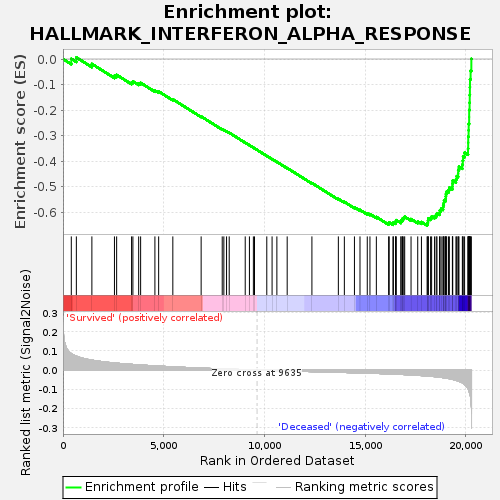 Enrichment plot:
HALLMARK_INTERFERON_ALPHA_RESPONSE
Enrichment score (ES)
0.0
-0.1
-0.2
-0.3
-0.4
-0.5
-0.6
'Survived' (positively correlated)
Ranked list metric (Signal2Noise)
0.3
0.2
0.1
0.0
-0.1
-0.2
-0.3
Zero cross at 9635
'Deceased' (negatively correlated)
0
5,000
10,000
15,000
20,000
Rank in Ordered Dataset
Enrichment profile
Hits
Ranking metric scores